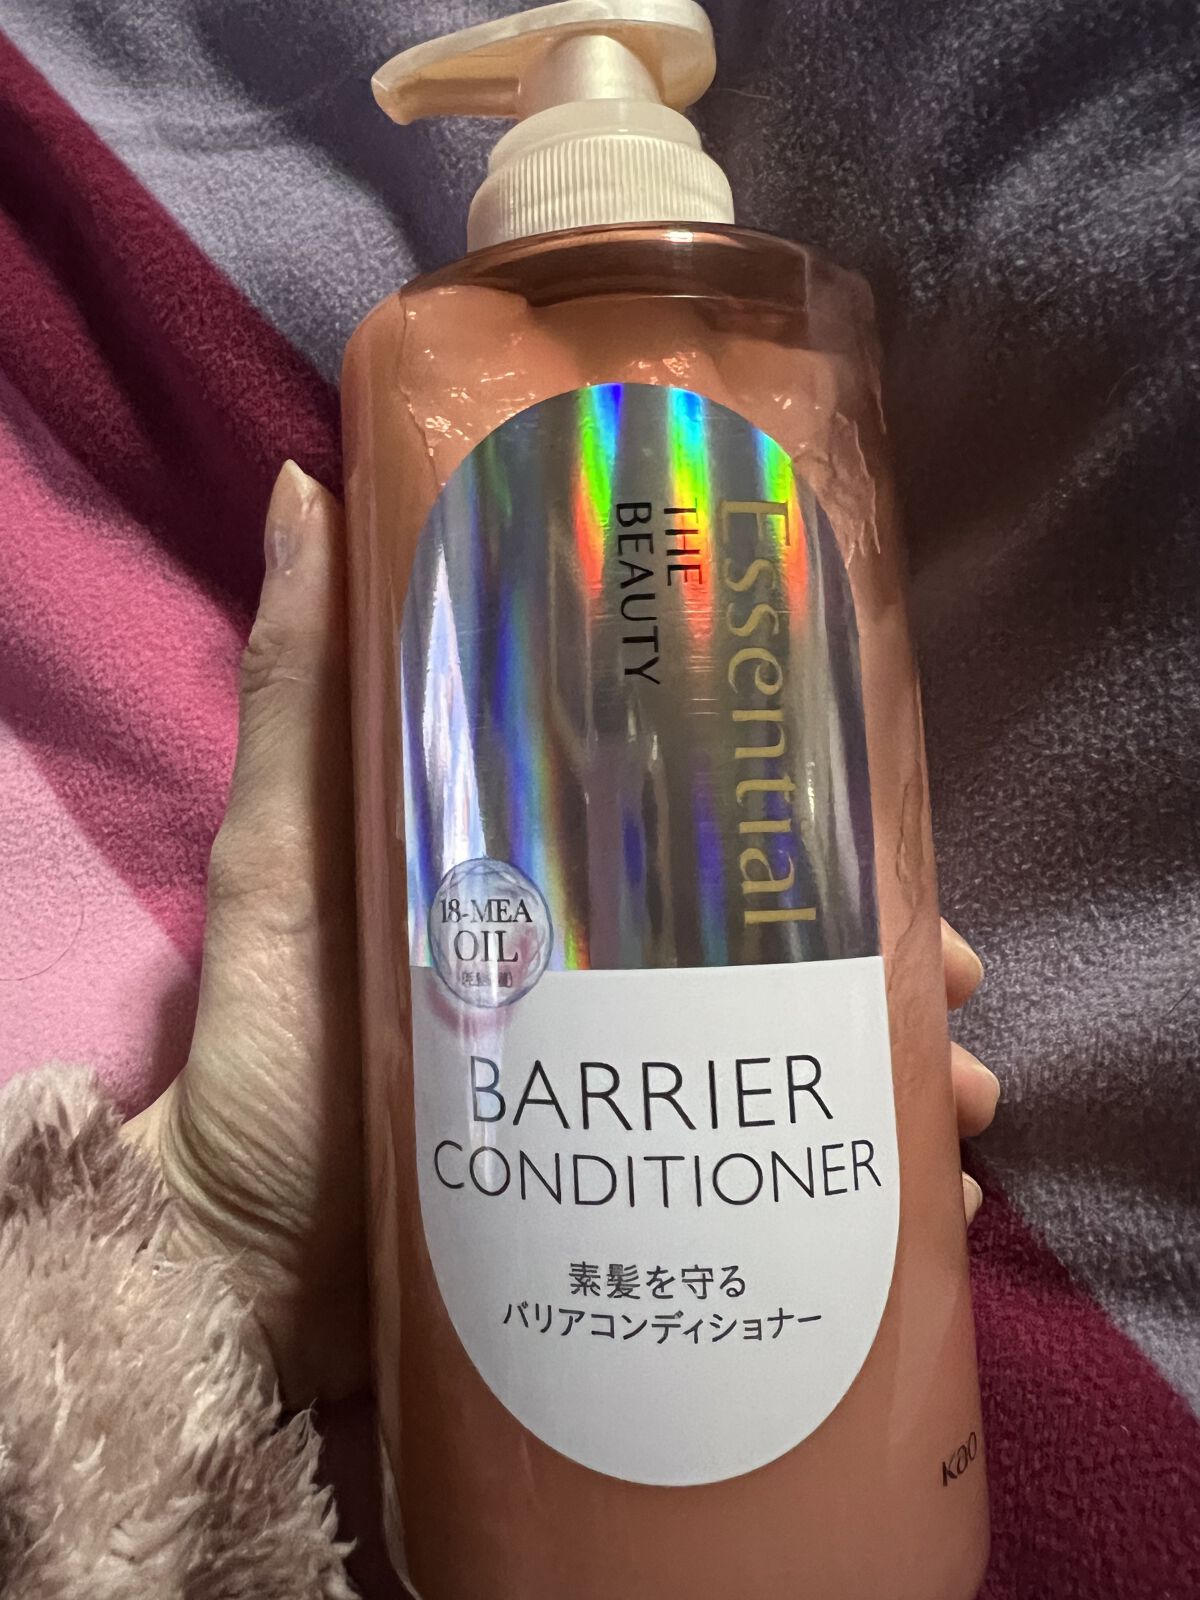 Essential
THE
BEAUTY
18-MEA
OIL
BARRIER
CONDITIONER
素髪を守る
バリアコンディショナー
Kao